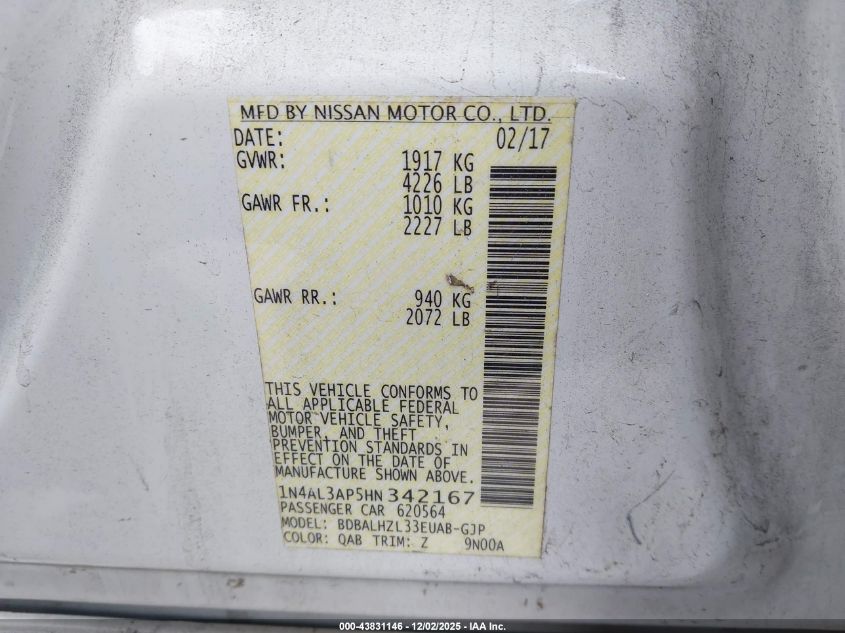 MFD BY NISSAN MOTOR CO., LTD.
DATE: 02/17
GVWR: 1917 KG
4226 LB
GAWR FR.: 1010 KG
2227 LB
GAWR RR.: 940 KG
2072 LB
THIS VEHICLE CONFORMS TO
ALL APPLICABLE FEDERAL
MOTOR VEHICLE SAFETY,
BUMPER, AND THEFT
PREVENTION STANDARDS IN
EFFECT ON THE DATE OF
MANUFACTURE SHOWN ABOVE.
1N4AL3AP5HN342167
PASSENGER CAR 620564
MODEL: BDBALHZL33EUAB-GJP
COLOR: QAB TRIM: Z 9N00A
000-43831146 - 12/02/2025 - IAA Inc.